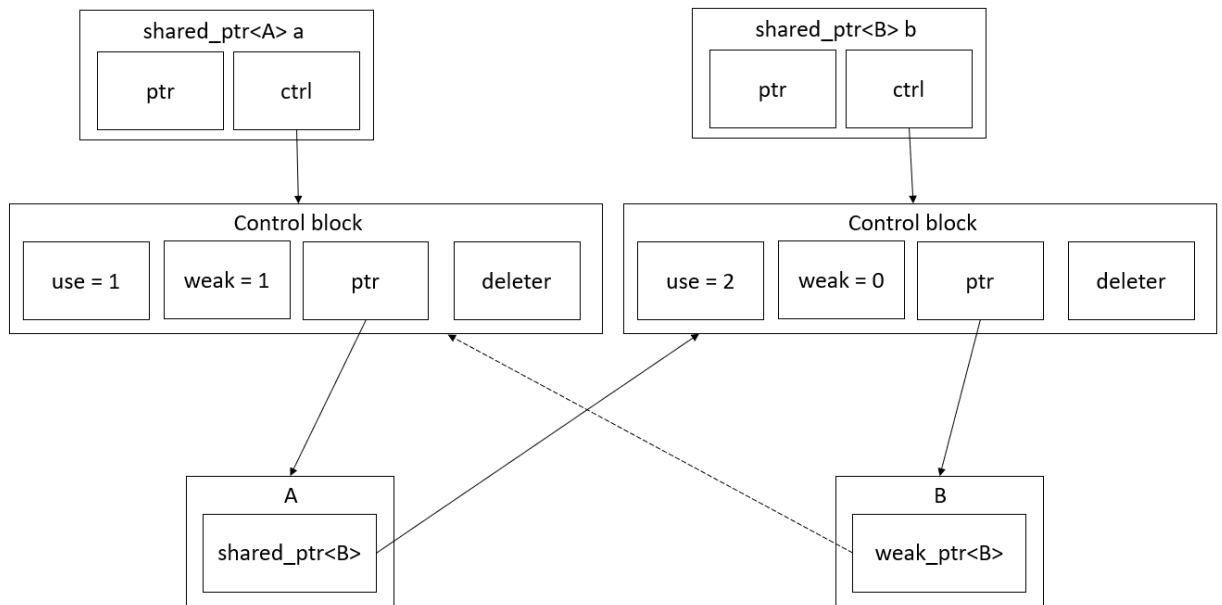 shared_ptr<A> a
ptr
ctrl
shared_ptr<B> b
ptr
ctrl
Control block
use = 1
weak = 1
ptr
deleter
Control block
use = 2
weak = 0
ptr
deleter
A
shared_ptr<B>
B
weak_ptr<B>